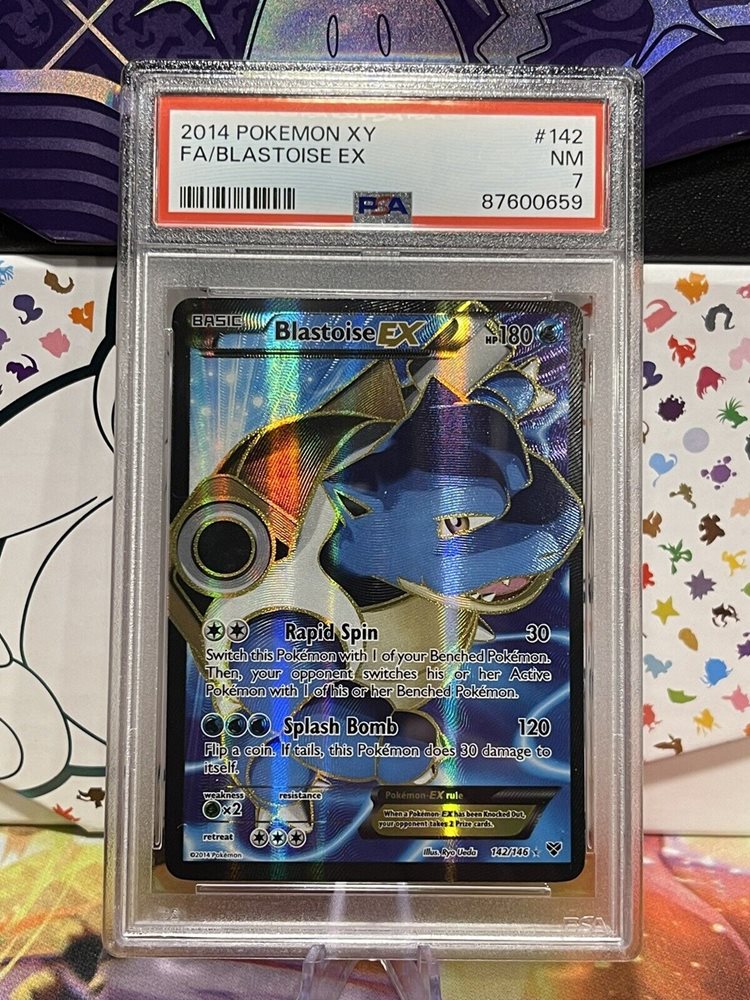 2014 POKEMON XY #142
FA/BLASTOISE EX NM
7
PSA 87600659
BASIC Blastoise EX HP180
Rapid Spin 30
Switch this Pokémon with 1 of your Benched Pokémon.
Then, your opponent switches his or her Active
Pokémon with 1 of his or her Benched Pokémon.
Splash Bomb 120
Flip a coin. If tails, this Pokémon does 30 damage to
itself.
weakness resistance
×2
Pokémon-EX rule
When a Pokémon-EX has been Knocked Out,
your opponent takes 2 Prize cards.
retreat
©2014 Pokémon Illus. Ryo Ueda 142/146
PSA